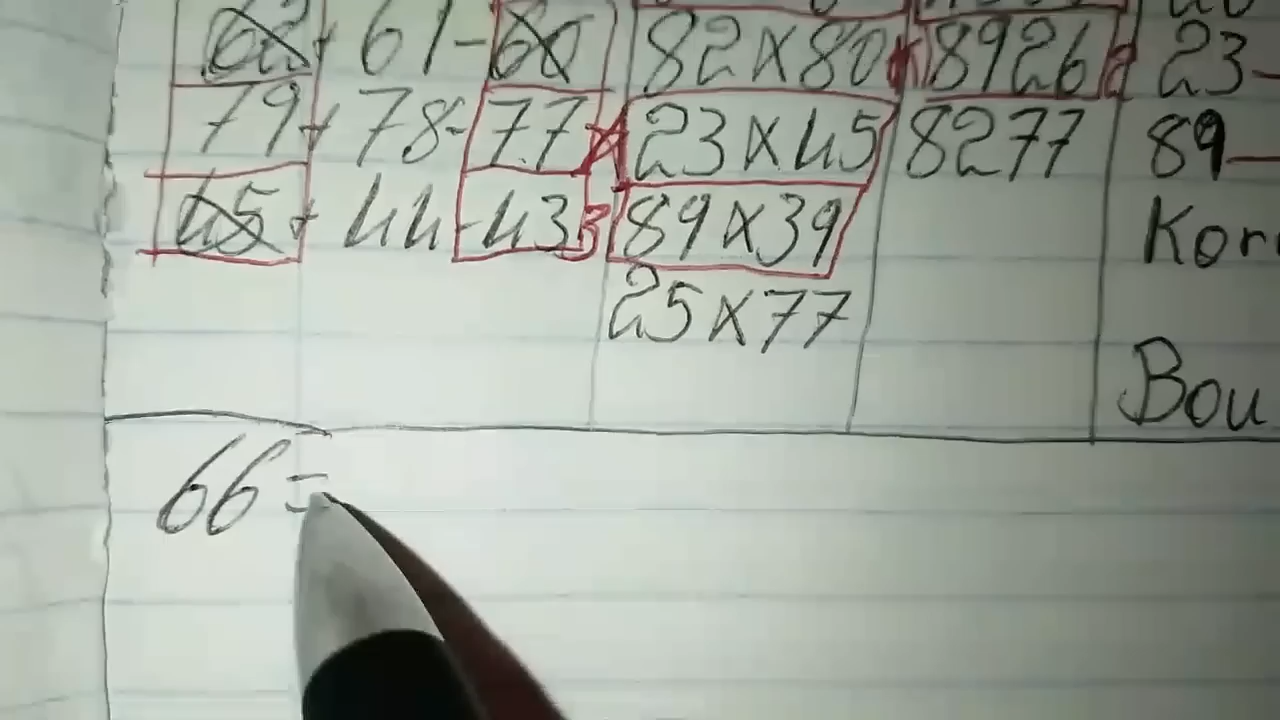 62+ 61-60 82X80 8926 23-
79+ 78-77 23X45 8277 89-
45+ 44-43 89X39 Kor
25X77
Bou
66=